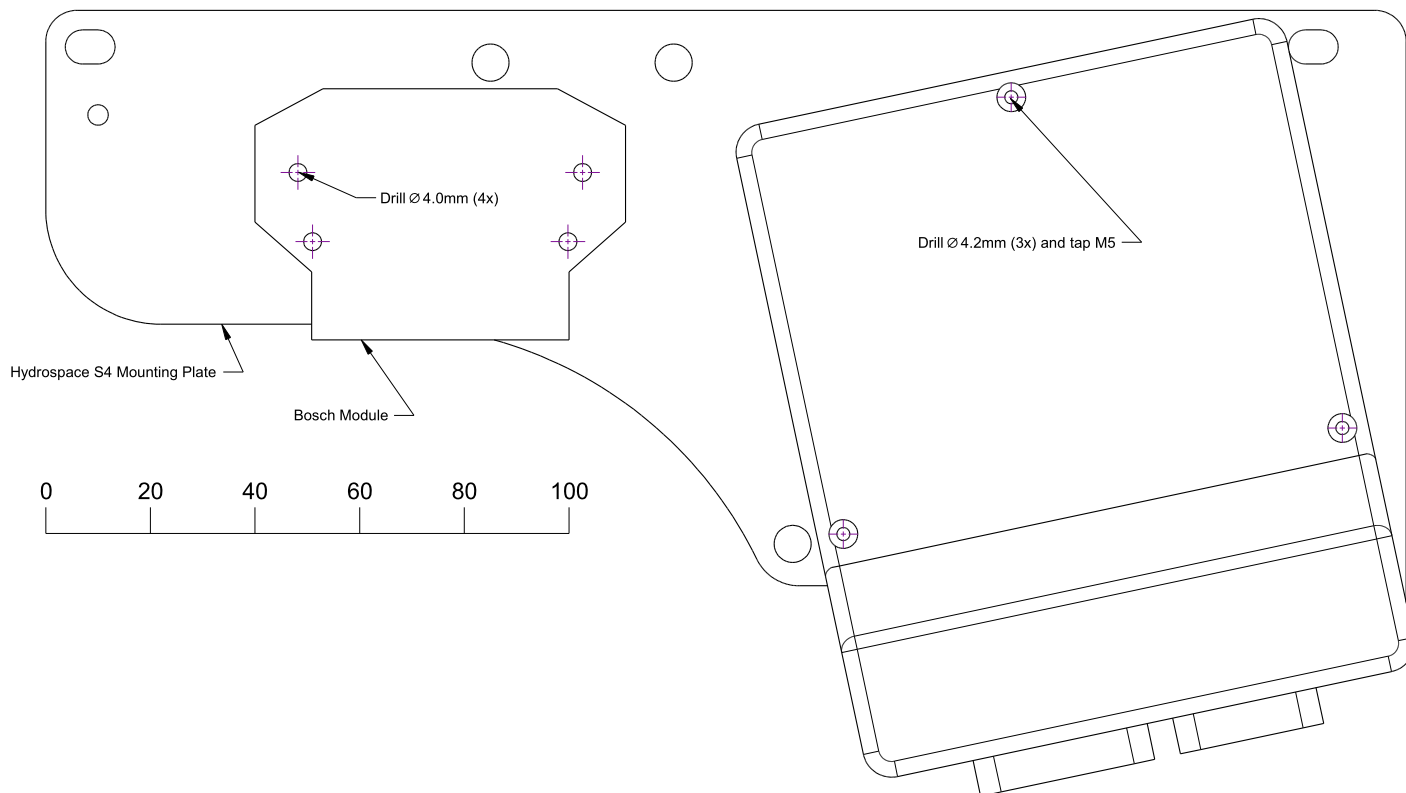 Drill Ø 4.0mm (4x)
Drill Ø 4.2mm (3x) and tap M5
Hydrospace S4 Mounting Plate
Bosch Module
0 20 40 60 80 100